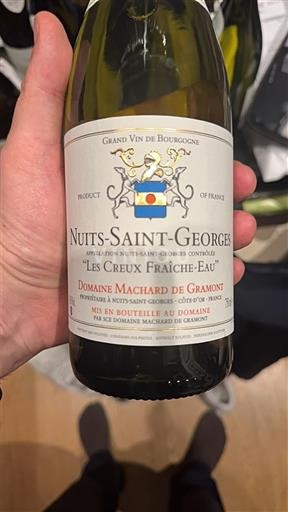 GRAND VIN DE BOURGOGNE
PRODUCT OF FRANCE
NUITS-SAINT-GEORGES
APPELLATION NUITS-SAINT-GEORGES CONTRÔLÉE
"LES CREUX FRAÎCHE-EAU"
DOMAINE MACHARD DE GRAMONT
PROPRIÉTAIRE À NUITS-SAINT-GEORGES - CÔTE-D'OR - FRANCE
MIS EN BOUTEILLE AU DOMAINE
PAR SCE DOMAINE MACHARD DE GRAMONT